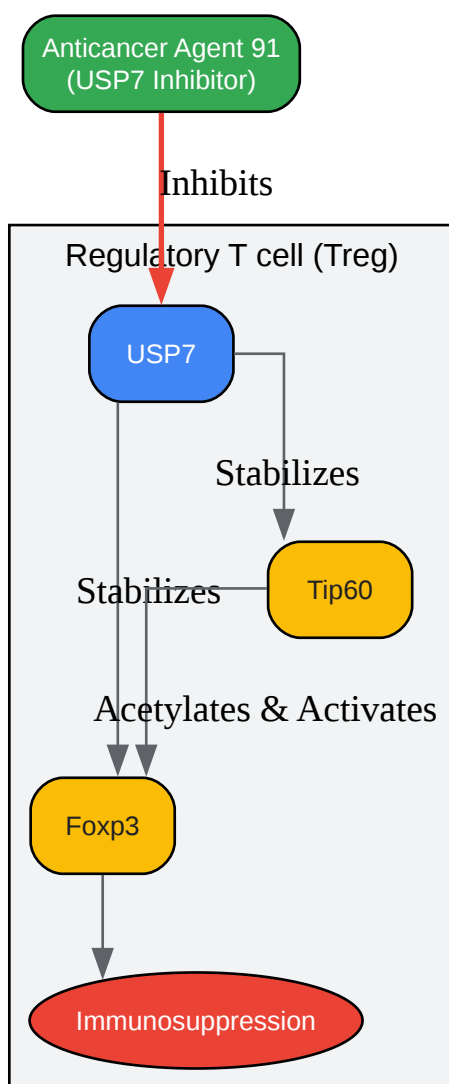 Anticancer Agent 91
(USP7 Inhibitor)
Inhibits
Regulatory T cell (Treg)
USP7
Stabilizes
Tip60
Stabilizes
Acetylates & Activates
Foxp3
Immunosuppression